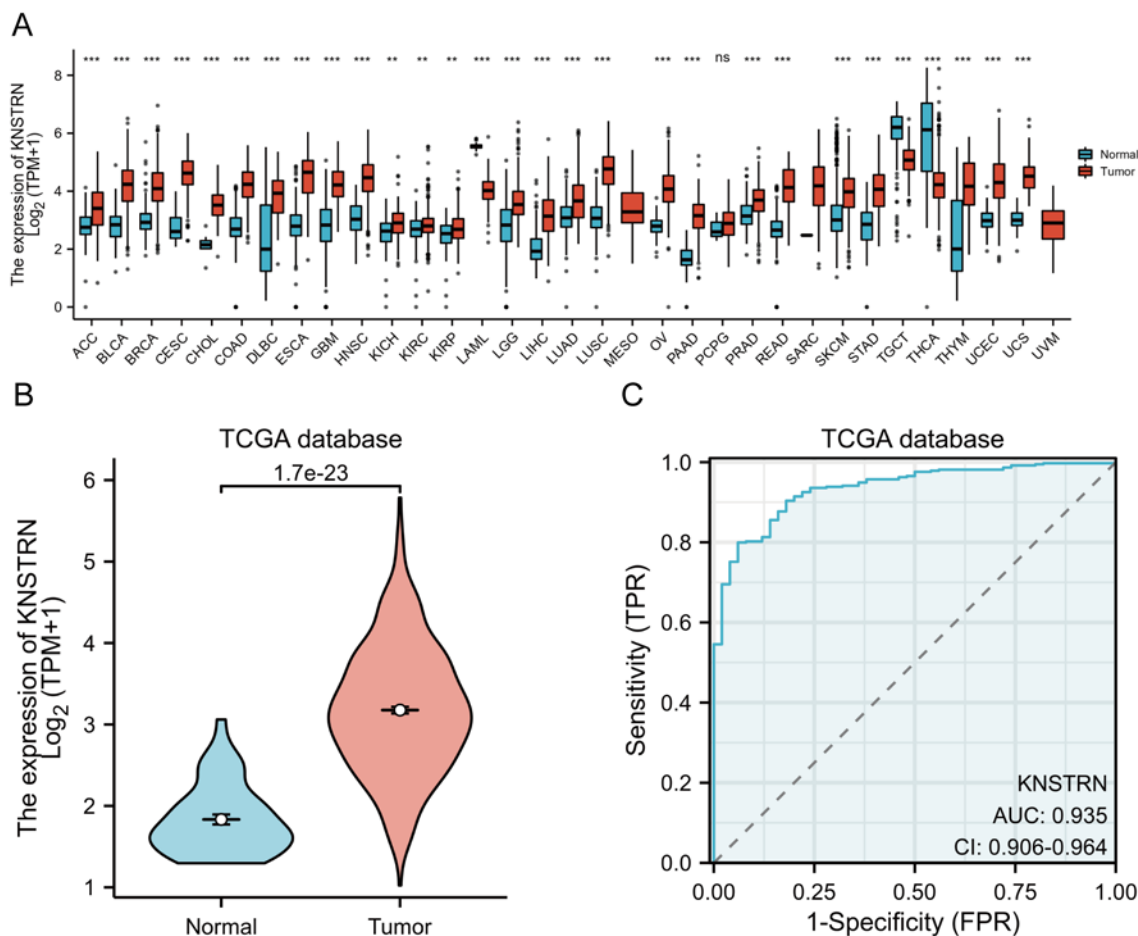 A
*** *** *** *** *** *** *** *** *** *** ** ** ** *** *** *** *** *** *** *** ns *** *** *** *** *** *** *** *** ***
The expression of KNSTRN
Log₂ (TPM+1)
8
6
4
2
0
Normal
Tumor
ACC BLCA BRCA CESC CHOL COAD DLBC ESCA GBM HNSC KICH KIRC KIRP LAML LGG LIHC LUAD LUSC MESO OV PAAD PCPG PRAD READ SARC SKCM STAD TGCT THCA THYM UCEC UCS UVM
B
TCGA database
1.7e-23
The expression of KNSTRN
Log₂ (TPM+1)
6
5
4
3
2
1
Normal Tumor
C
TCGA database
Sensitivity (TPR)
1.0
0.8
0.6
0.4
0.2
0.0
KNSTRN
AUC: 0.935
CI: 0.906-0.964
0.00 0.25 0.50 0.75 1.00
1-Specificity (FPR)